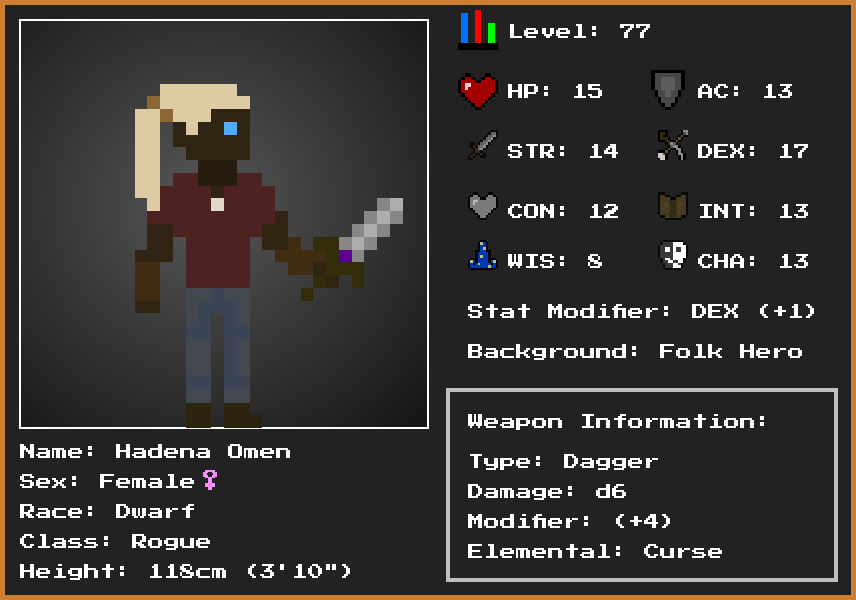 Level: 77
HP: 15
AC: 13
STR: 14
DEX: 17
CON: 12
INT: 13
WIS: 8
CHA: 13
Stat Modifier: DEX (+1)
Background: Folk Hero
Weapon Information:
Type: Dagger
Damage: d6
Modifier: (+4)
Elemental: Curse
Name: Hadena Omen
Sex: Female♀
Race: Dwarf
Class: Rogue
Height: 118cm (3'10")